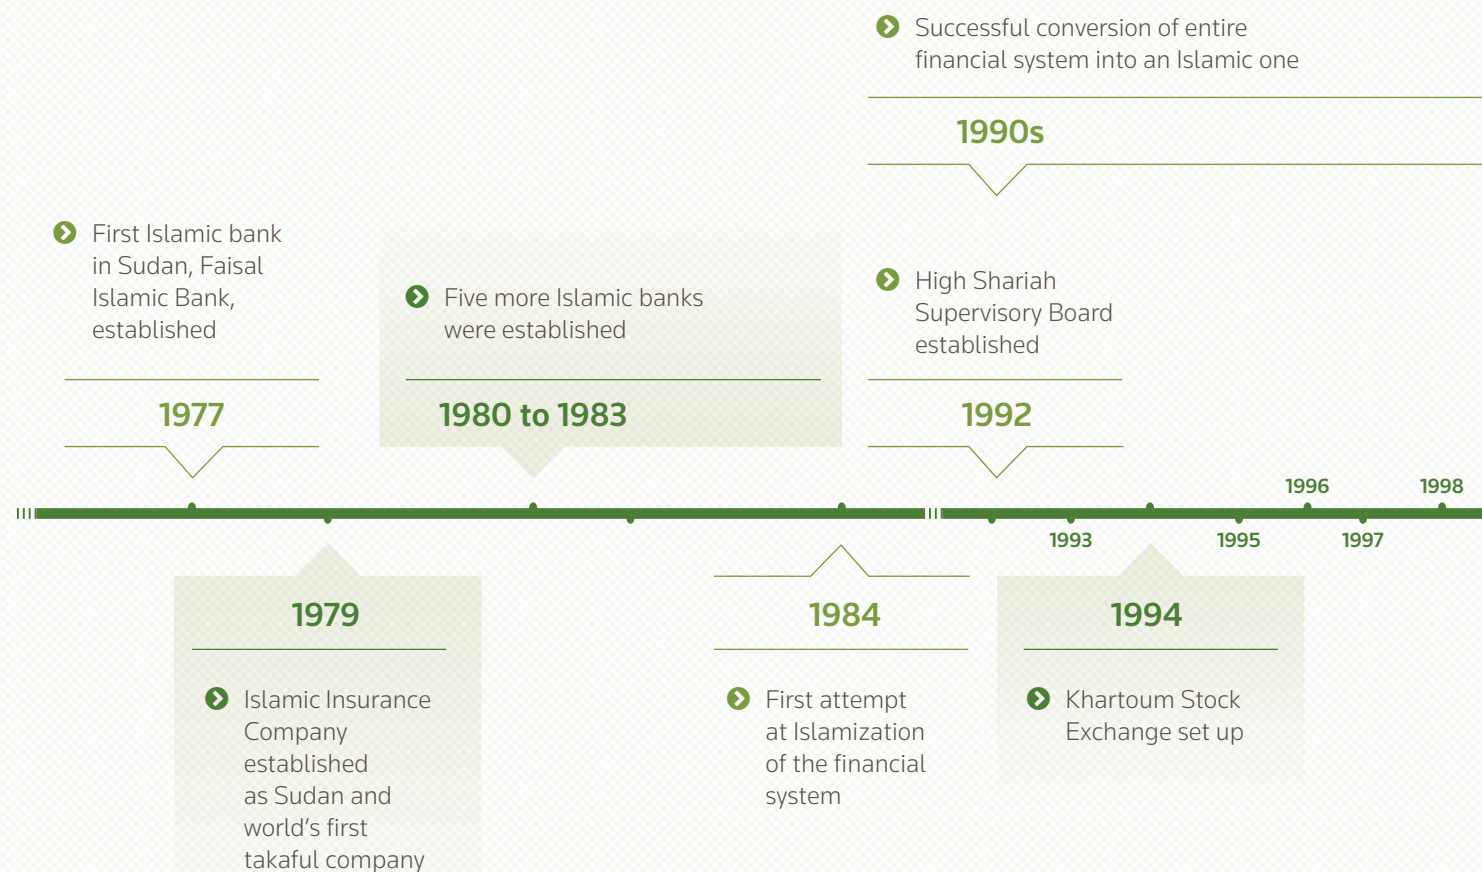 Successful conversion of entire
financial system into an Islamic one
1990s
First Islamic bank
in Sudan, Faisal
Islamic Bank,
established
1977
Five more Islamic banks
were established
1980 to 1983
High Shariah
Supervisory Board
established
1992
1996
1998
1993
1995
1997
1979
Islamic Insurance
Company
established
as Sudan and
world's first
takaful company
1984
First attempt
at Islamization
of the financial
system
1994
Khartoum Stock
Exchange set up